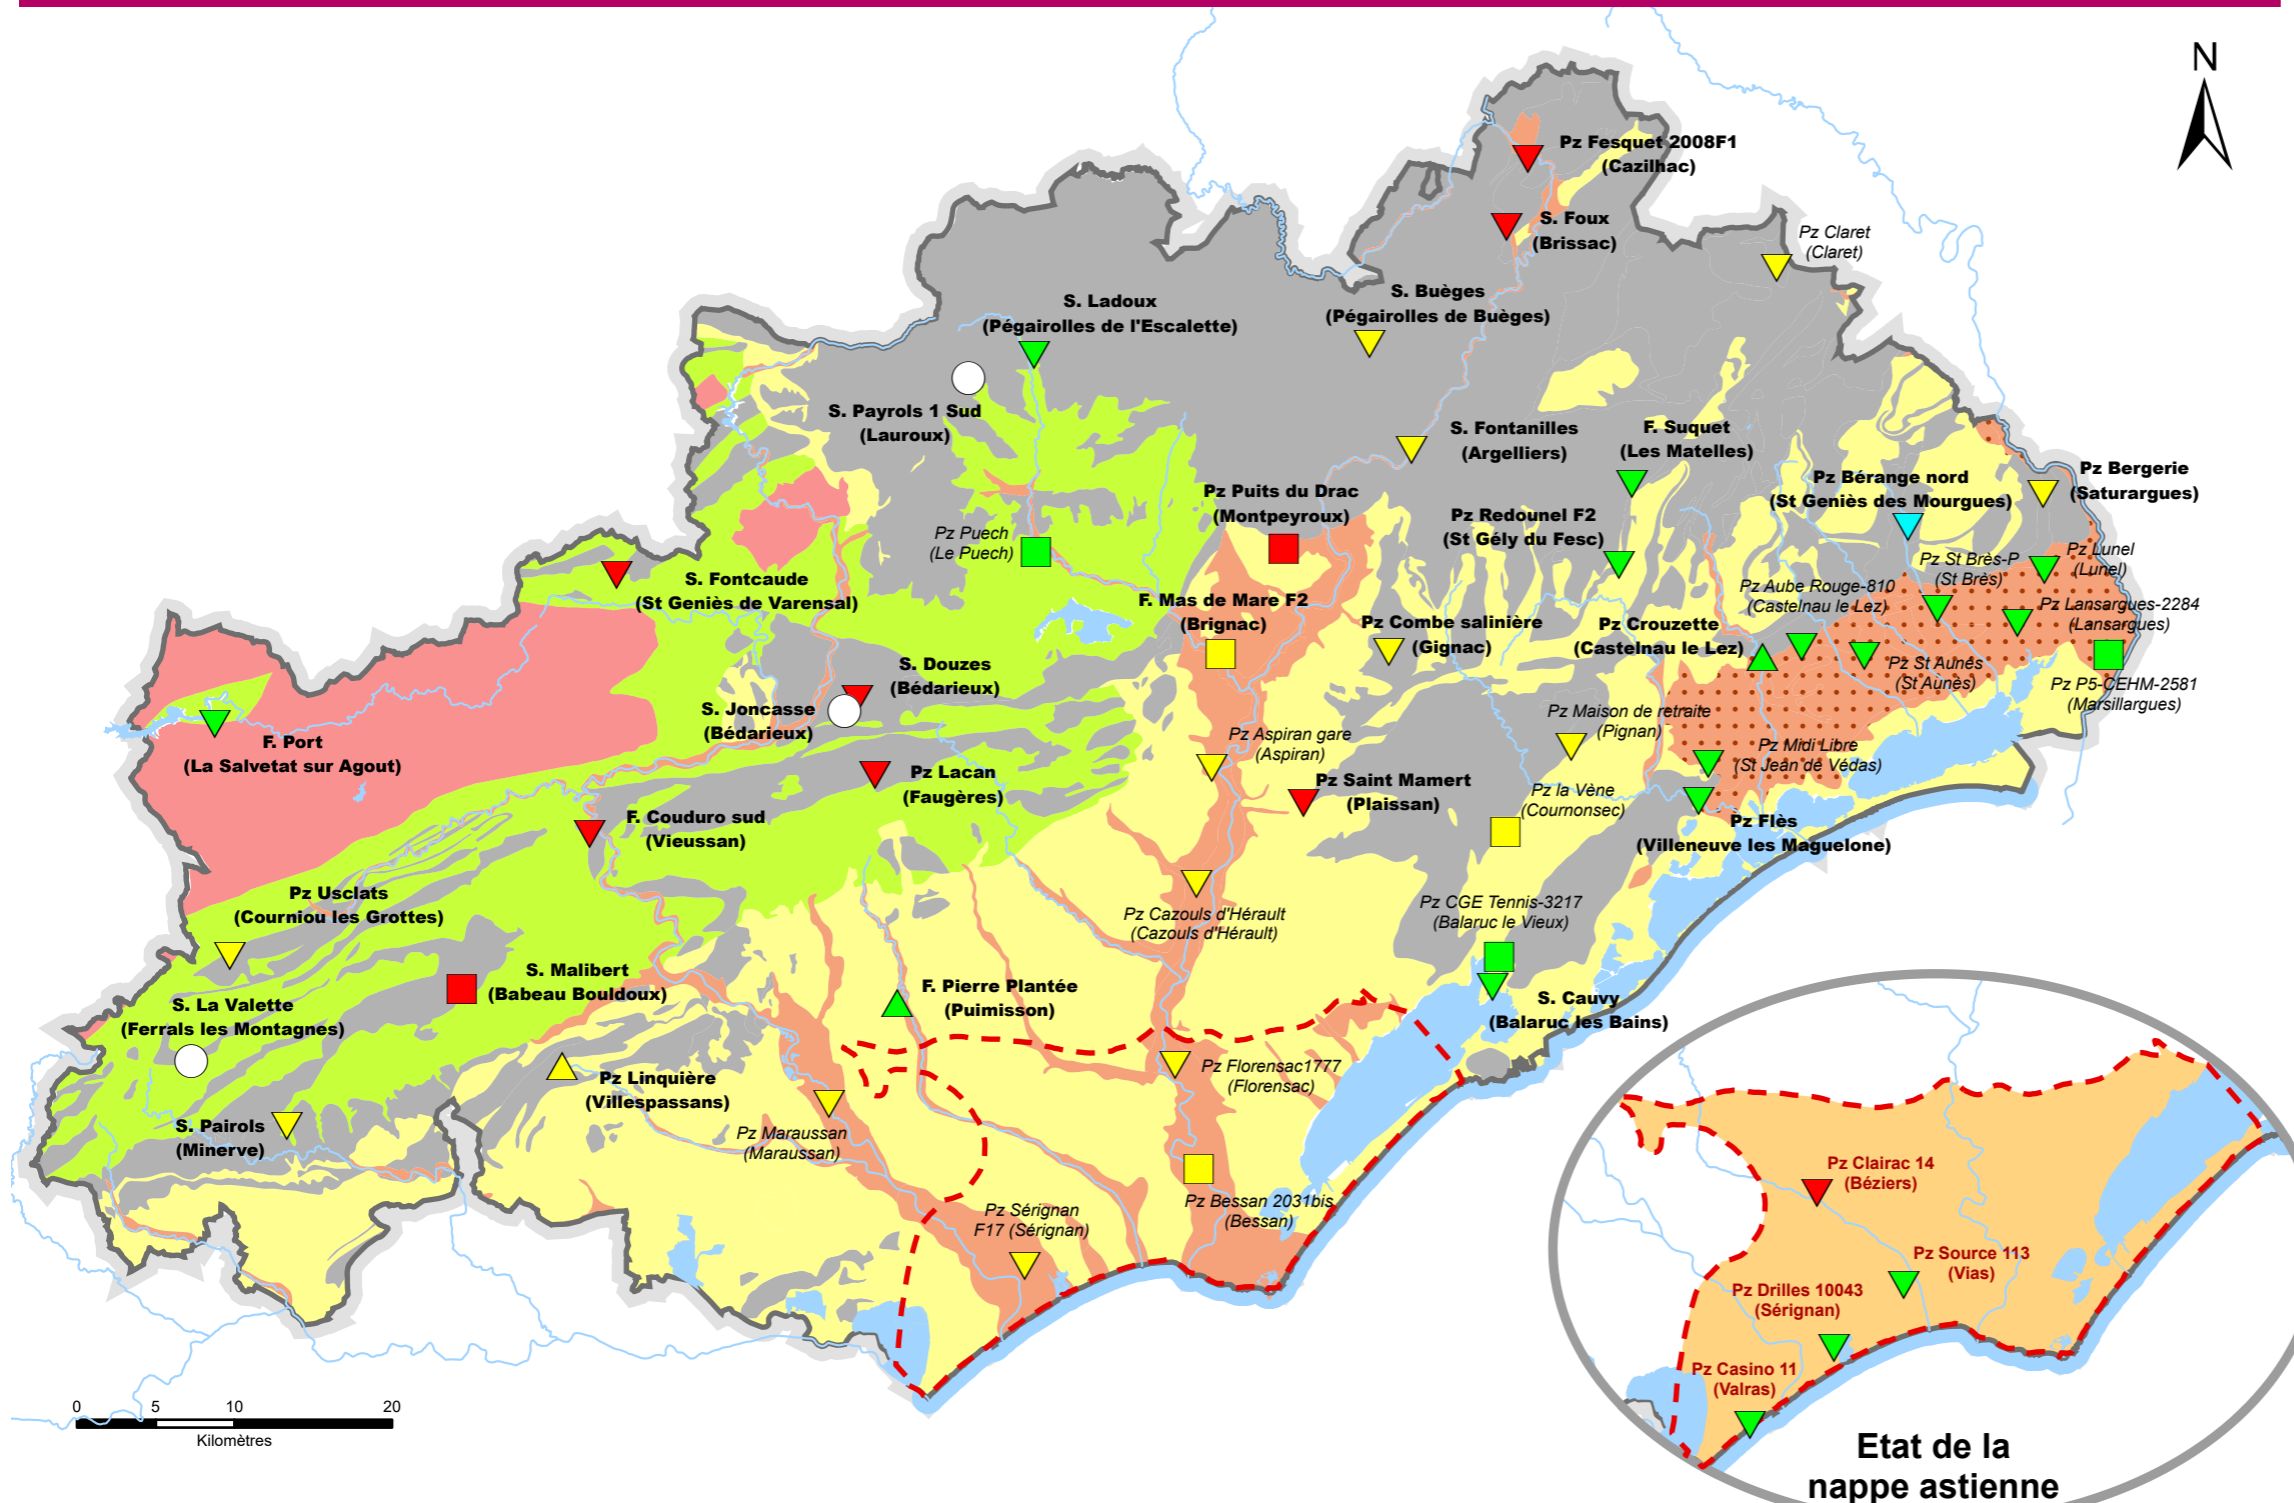 N
Pz Fesquet 2008F1
(Cazilhac)
S. Foux
(Brissac)
Pz Claret
(Claret)
S. Ladoux
(Pégairolles de l'Escalette)
S. Buèges
(Pégairolles de Buèges)
S. Payrols 1 Sud
(Lauroux)
S. Fontanilles
(Argelliers)
F. Suquet
(Les Matelles)
Pz Bérange nord
(St Geniès des Mourgues)
Pz Bergerie
(Saturargues)
Pz Puits du Drac
(Montpeyroux)
Pz Redounel F2
(St Gély du Fesc)
Pz Puech
(Le Puech)
Pz St Brès-P
(St Brès)
Pz Lunel
(Lunel)
S. Fontcaude
(St Geniès de Varensal)
Pz Aube Rouge-810
(Castelnau le Lez)
F. Mas de Mare F2
(Brignac)
Pz Lansargues-2284
(Lansargues)
Pz Combe salinière
(Gignac)
Pz Crouzette
(Castelnau le Lez)
S. Douzes
(Bédarieux)
Pz St Aunès
(St Aunès)
Pz P5-CEHM-2581
(Marsillargues)
S. Joncasse
(Bédarieux)
Pz Maison de retraite
(Pignan)
F. Port
(La Salvetat sur Agout)
Pz Aspiran gare
(Aspiran)
Pz Midi Libre
(St Jean de Védas)
Pz Lacan
(Faugères)
Pz Saint Mamert
(Plaissan)
Pz la Vène
(Cournonsec)
F. Couduro sud
(Vieussan)
Pz Flès
(Villeneuve les Maguelone)
Pz Usclats
(Courniou les Grottes)
Pz Cazouls d'Hérault
(Cazouls d'Hérault)
Pz CGE Tennis-3217
(Balaruc le Vieux)
S. Malibert
(Babeau Bouldoux)
F. Pierre Plantée
(Puimisson)
S. Cauvy
(Balaruc les Bains)
S. La Valette
(Ferrals les Montagnes)
Pz Linquière
(Villespassans)
Pz Florensac1777
(Florensac)
S. Pairols
(Minerve)
Pz Maraussan
(Maraussan)
Pz Sérignan
F17 (Sérignan)
Pz Bessan 2031bis
(Bessan)
Pz Clairac 14
(Béziers)
Pz Source 113
(Vias)
Pz Drilles 10043
(Sérignan)
Pz Casino 11
(Valras)
0 5 10 20
Kilomètres
Etat de la
nappe astienne